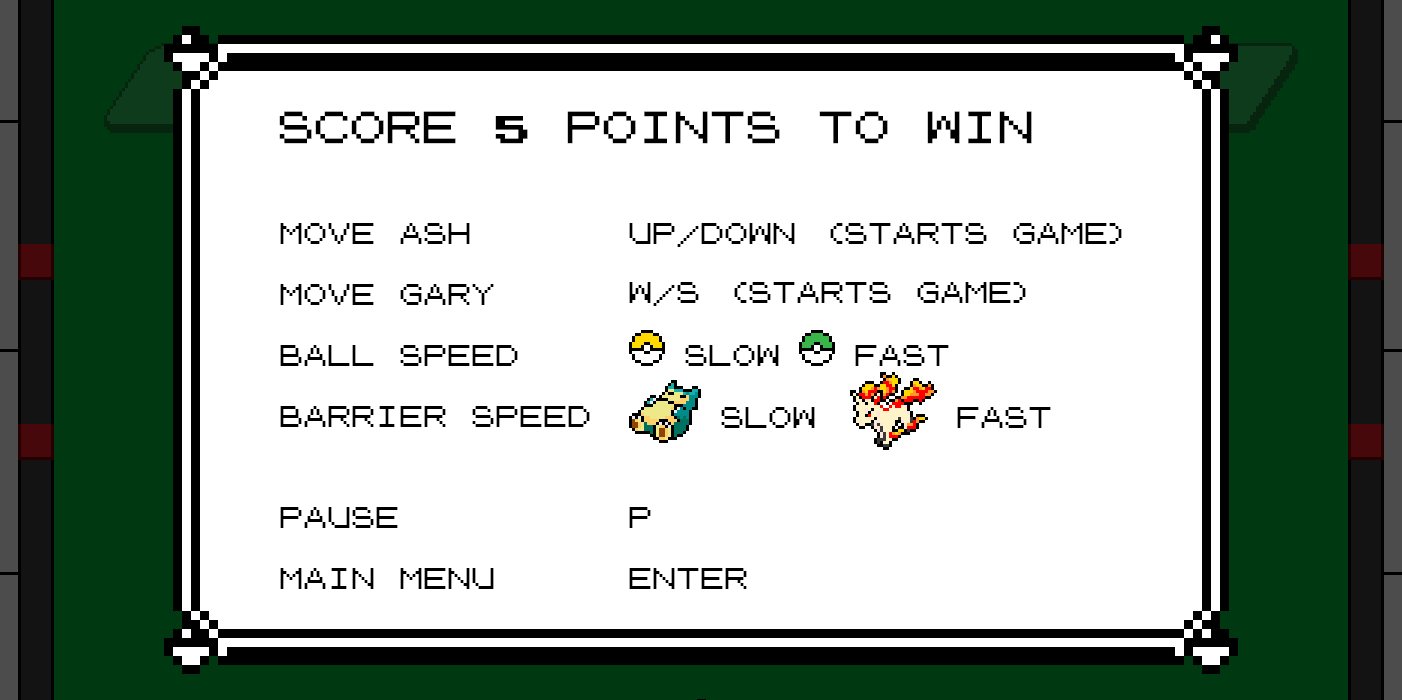 SCORE 5 POINTS TO WIN
MOVE ASH UP/DOWN (STARTS GAME)
MOVE GARY W/S (STARTS GAME)
BALL SPEED SLOW FAST
BARRIER SPEED SLOW FAST
PAUSE P
MAIN MENU ENTER